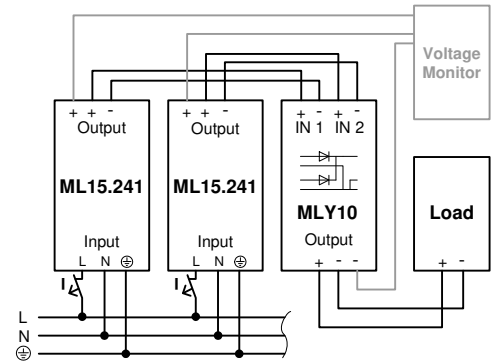 Voltage
Monitor
+ + -
Output
ML15.241
Input
L N ⏚
I
+ + -
Output
ML15.241
Input
L N ⏚
I
+ - + -
IN 1 IN 2
MLY10
Output
+ - -
Load
+ -
L
N
⏚